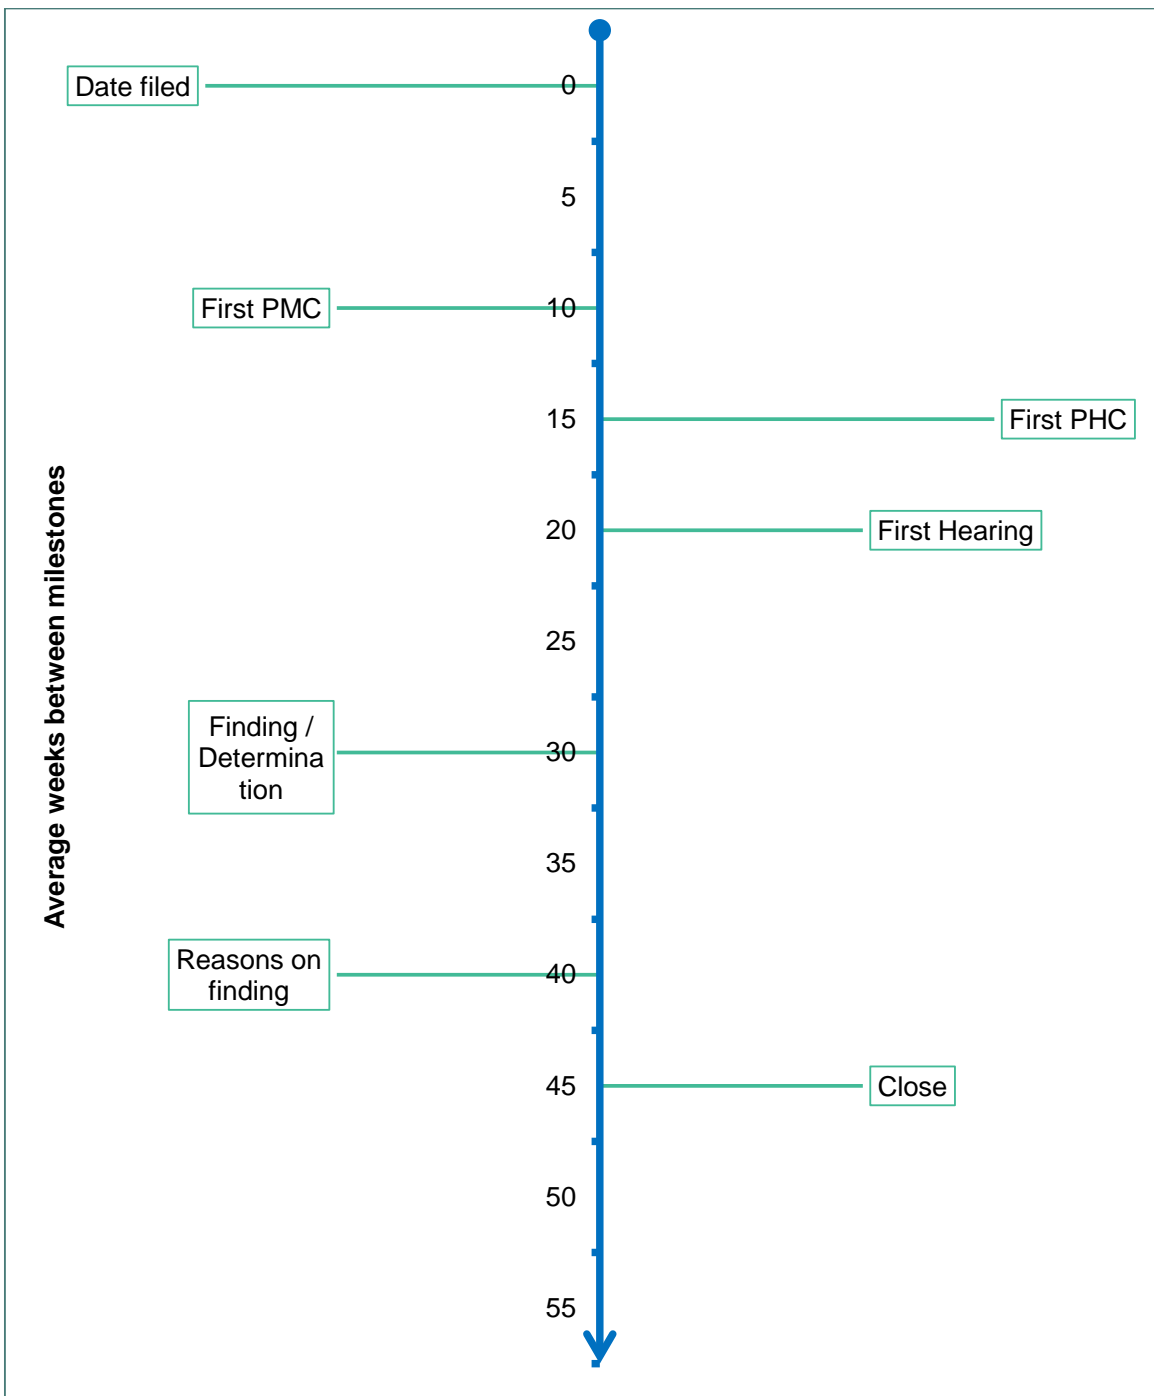 Date filed
0
5
First PMC
10
15
First PHC
20
First Hearing
25
Average weeks between milestones
Finding /
Determina
tion
30
35
Reasons on
finding
40
45
Close
50
55